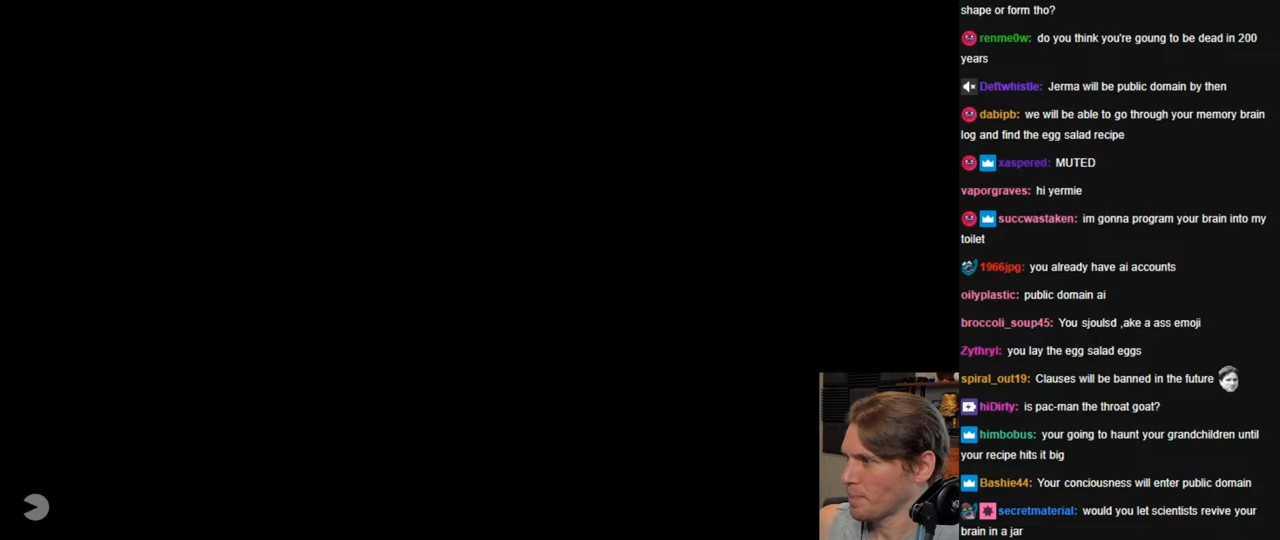 shape or form tho?
renme0w: do you think you're goung to be dead in 200
years
Deftwhistle: Jerma will be public domain by then
dabipb: we will be able to go through your memory brain
log and find the egg salad recipe
xaspered: MUTED
vaporgraves: hi yermie
succwastaken: im gonna program your brain into my
toilet
1966jpg: you already have ai accounts
oilyplastic: public domain ai
broccoli_soup45: You sjoulsd ,ake a ass emoji
Zythryl: you lay the egg salad eggs
spiral_out19: Clauses will be banned in the future
hiDirty: is pac-man the throat goat?
himbobus: your going to haunt your grandchildren until
your recipe hits it big
Bashie44: Your conciousness will enter public domain
secretmaterial: would you let scientists revive your
brain in a jar